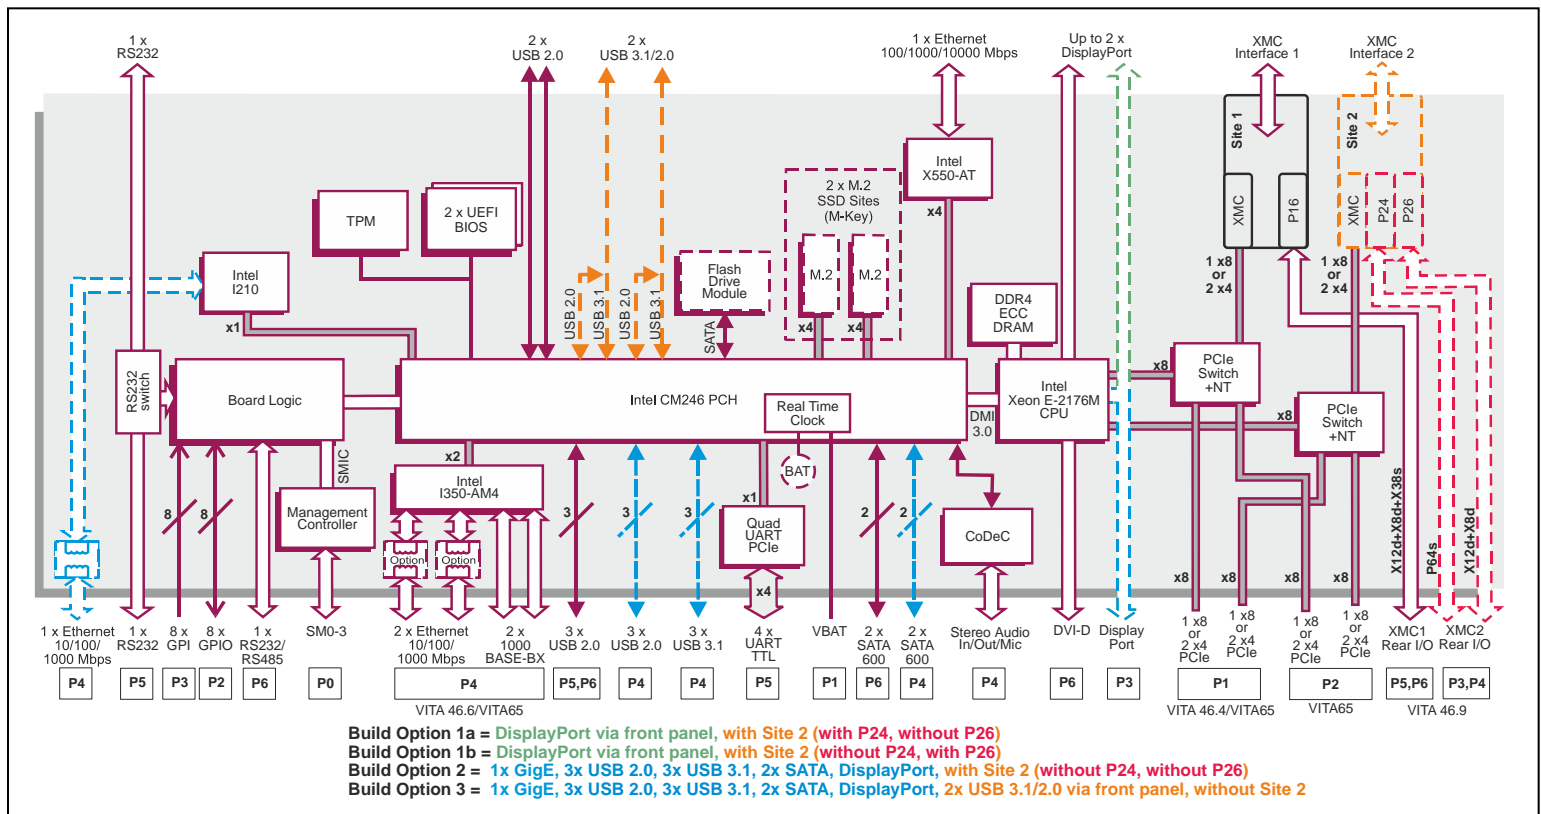 1 x
RS232
2 x
USB 2.0
2 x
USB 3.1/2.0
1 x Ethernet
100/1000/10000 Mbps
Up to 2 x
DisplayPort
XMC
Interface 1
XMC
Interface 2
Site 1
Site 2
Intel
X550-AT
2 x M.2
SSD Sites
(M-Key)
TPM
2 x UEFI
BIOS
XMC
P16
XMC
P24
P26
x4
Intel
I210
Flash
Drive
Module
M.2
M.2
1 x8
or
2 x4
1 x8
or
2 x4
USB 2.0
USB 3.1
USB 2.0
USB 3.1
DDR4
ECC
DRAM
x1
SATA
x4
x4
RS232
switch
Board Logic
Intel CM246 PCH
Real Time
Clock
DMI
3.0
Intel
Xeon E-2176M
CPU
x8
PCIe
Switch
+NT
x8
PCIe
Switch
+NT
SMIC
x2
BAT
Intel
I350-AM4
x1
8
8
Management
Controller
3
3
3
Quad
UART
PCIe
2
2
CoDeC
Option
Option
x4
x8
x8
x8
x8
X12d+X8d+X38s
P64s
X12d+X8d
1 x Ethernet
10/100/
1000 Mbps
1 x
RS232
8 x
GPI
8 x
GPIO
1 x
RS232/
RS485
SM0-3
2 x Ethernet
10/100/
1000 Mbps
2 x
1000
BASE-BX
3 x
USB 2.0
3 x
USB 2.0
3 x
USB 3.1
4 x
UART
TTL
VBAT
2 x
SATA
600
2 x
SATA
600
Stereo Audio
In/Out/Mic
DVI-D
Display
Port
1 x8
or
2 x4
PCIe
1 x8
or
2 x4
PCIe
1 x8
or
2 x4
PCIe
1 x8
or
2 x4
PCIe
XMC1
Rear I/O
XMC2
Rear I/O
P4
P5
P3
P2
P6
P0
P4
P5,P6
P4
P4
P5
P1
P6
P4
P4
P6
P3
P1
P2
P5,P6
P3,P4
VITA 46.6/VITA65
VITA 46.4/VITA65
VITA65
VITA 46.9
Build Option 1a = DisplayPort via front panel, with Site 2 (with P24, without P26)
Build Option 1b = DisplayPort via front panel, with Site 2 (without P24, with P26)
Build Option 2 = 1x GigE, 3x USB 2.0, 3x USB 3.1, 2x SATA, DisplayPort, with Site 2 (without P24, without P26)
Build Option 3 = 1x GigE, 3x USB 2.0, 3x USB 3.1, 2x SATA, DisplayPort, 2x USB 3.1/2.0 via front panel, without Site 2